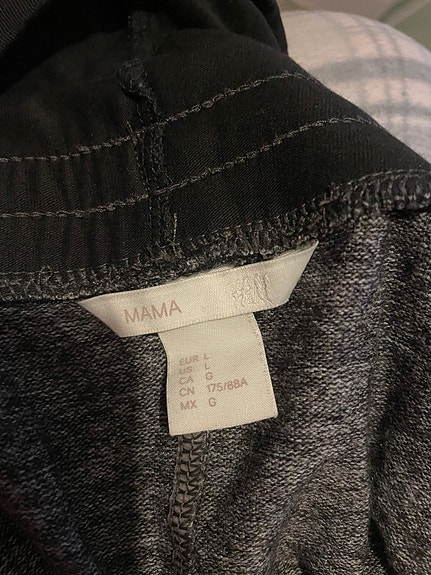 MAMA H&M
EUR L
US L
CA G
CN 175/88A
MX G